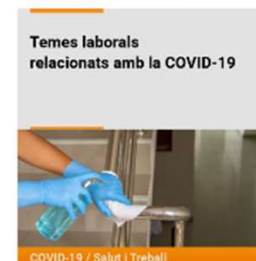 Temes laborals
relacionats amb la COVID-19
COVID-19 / Salut i Treball